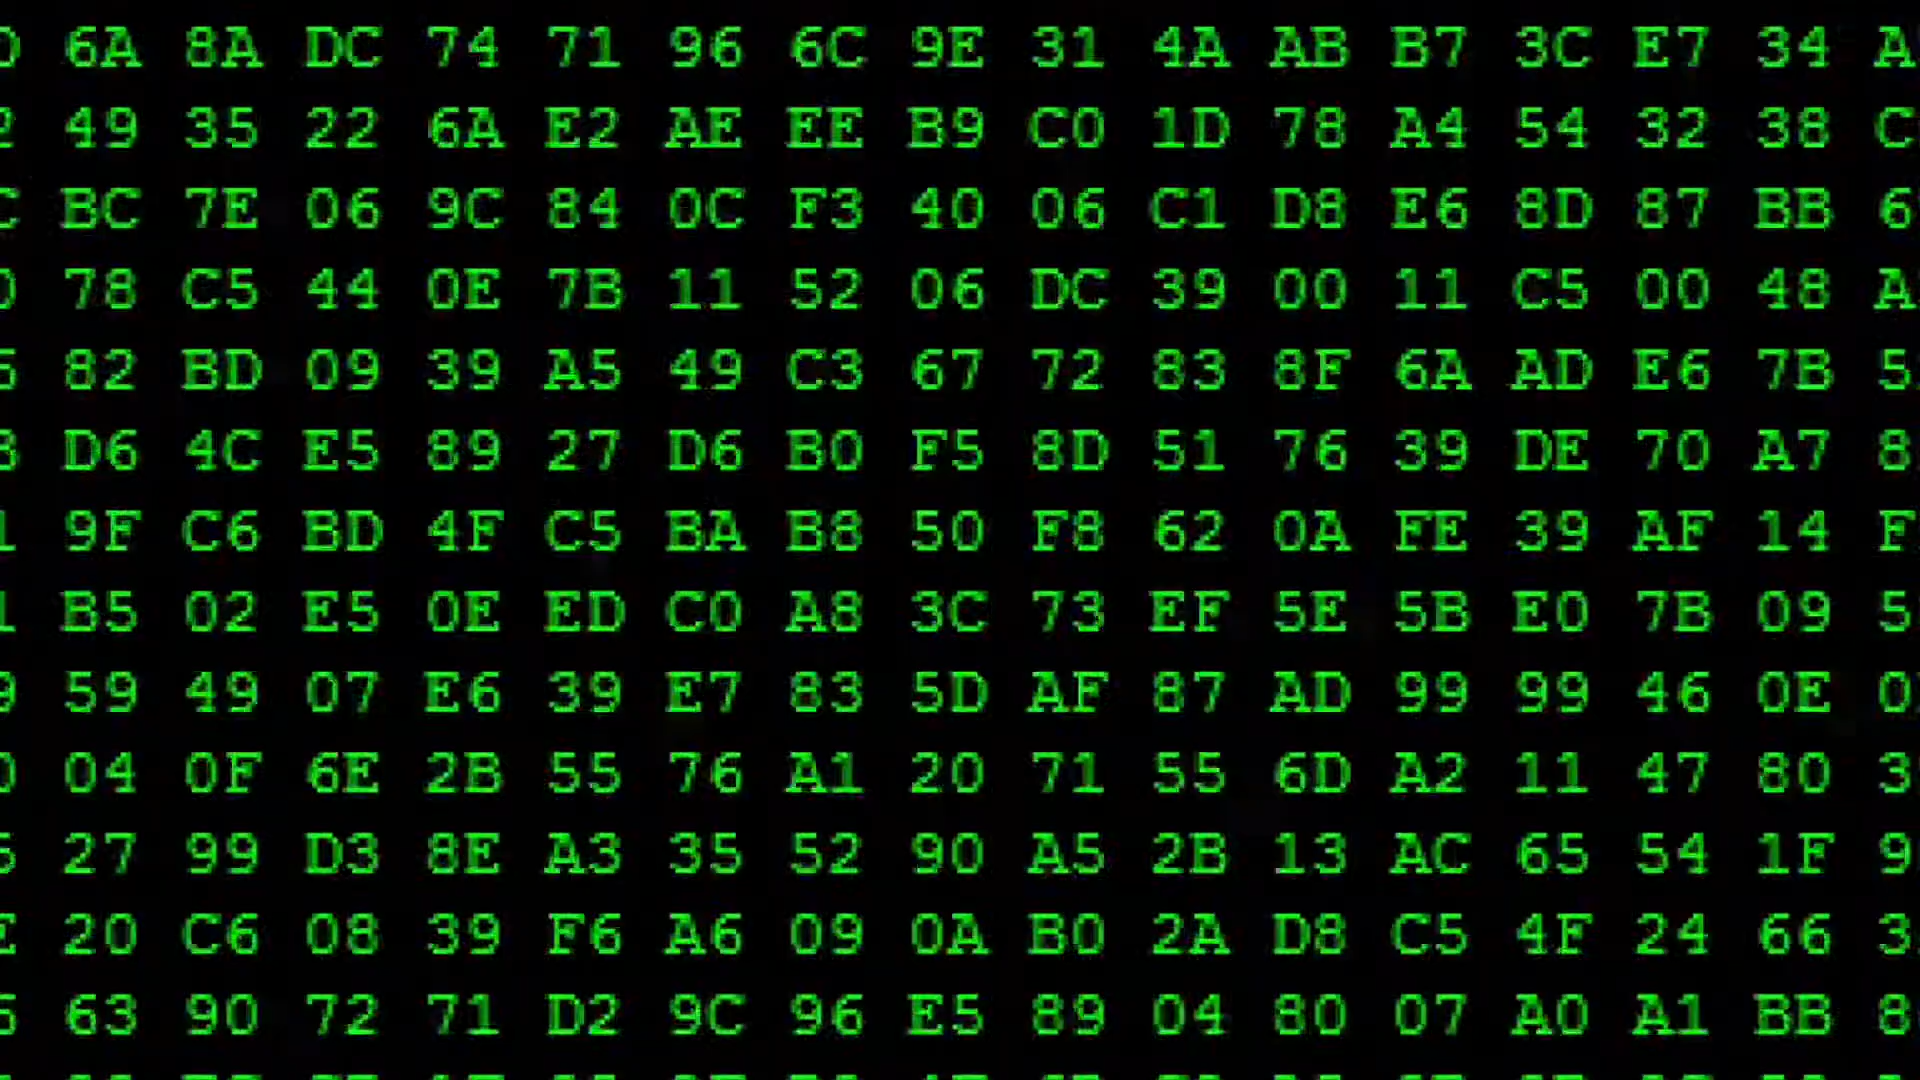 6A 8A DC 74 71 96 6C 9E 31 4A AB B7 3C E7 34
49 35 22 6A E2 AE EE B9 C0 1D 78 A4 54 32 38
BC 7E 06 9C 84 0C F3 40 06 C1 D8 E6 8D 87 BB
78 C5 44 0E 7B 11 52 06 DC 39 00 11 C5 00 48
82 BD 09 39 A5 49 C3 67 72 83 8F 6A AD E6 7B
D6 4C E5 89 27 D6 B0 F5 8D 51 76 39 DE 70 A7
9F C6 BD 4F C5 BA B8 50 F8 62 0A FE 39 AF 14
B5 02 E5 0E ED C0 A8 3C 73 EF 5E 5B E0 7B 09
59 49 07 E6 39 E7 83 5D AF 87 AD 99 99 46 0E
04 0F 6E 2B 55 76 A1 20 71 55 6D A2 11 47 80
27 99 D3 8E A3 35 52 90 A5 2B 13 AC 65 54 1F
20 C6 08 39 F6 A6 09 0A B0 2A D8 C5 4F 24 66
63 90 72 71 D2 9C 96 E5 89 04 80 07 A0 A1 BB